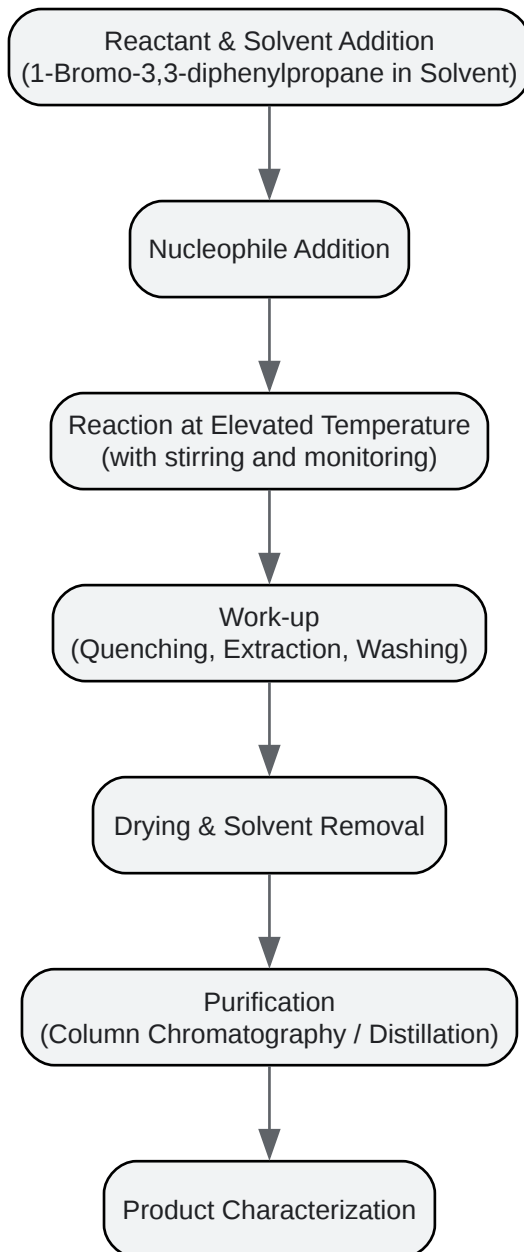 Reactant & Solvent Addition
(1-Bromo-3,3-diphenylpropane in Solvent)
Nucleophile Addition
Reaction at Elevated Temperature
(with stirring and monitoring)
Work-up
(Quenching, Extraction, Washing)
Drying & Solvent Removal
Purification
(Column Chromatography / Distillation)
Product Characterization